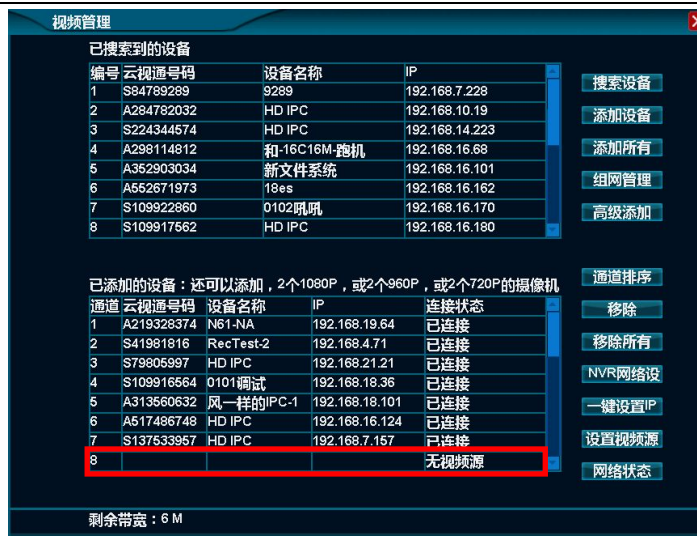 视频管理
已搜索到的设备
编号 云视通号码 设备名称 IP
1 S84789289 9289 192.168.7.228
2 A284782032 HD IPC 192.168.10.19
3 S224344574 HD IPC 192.168.14.223
4 A298114812 和-16C16M-跑机 192.168.16.68
5 A352903034 新文件系统 192.168.16.101
6 A552671973 18es 192.168.16.162
7 S109922860 0102吼吼 192.168.16.170
8 S109917562 HD IPC 192.168.16.180
搜索设备
添加设备
添加所有
组网管理
高级添加
已添加的设备：还可以添加，2个1080P，或2个960P，或2个720P的摄像机
通道 云视通号码 设备名称 IP 连接状态
1 A219328374 N61-NA 192.168.19.64 已连接
2 S41981816 RecTest-2 192.168.4.71 已连接
3 S79805997 HD IPC 192.168.21.21 已连接
4 S109916564 0101调试 192.168.18.36 已连接
5 A313560632 风一样的IPC-1 192.168.18.101 已连接
6 A517486748 HD IPC 192.168.16.124 已连接
7 S137533957 HD IPC 192.168.7.157 已连接
8 无视频源
通道排序
移除
移除所有
NVR网络设
一键设置IP
设置视频源
网络状态
剩余带宽：6 M